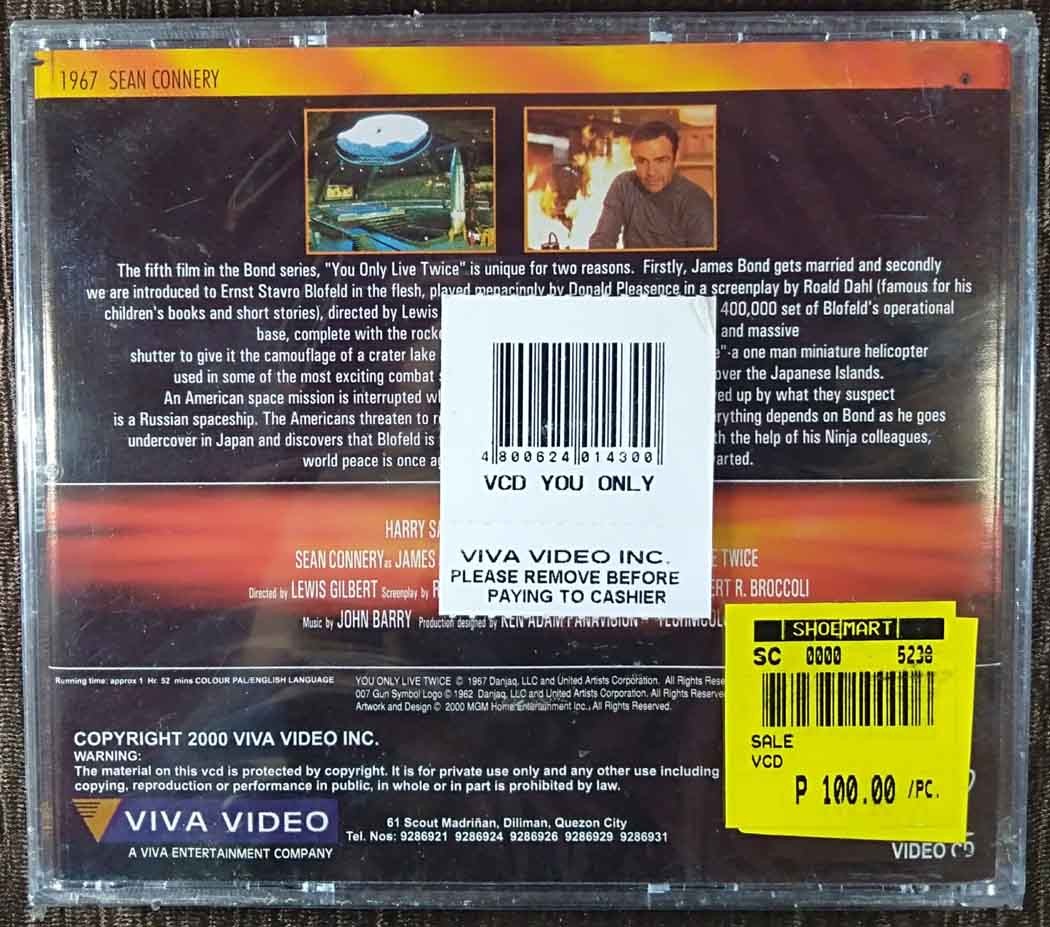 1967 SEAN CONNERY
The fifth film in the Bond series, "You Only Live Twice" is unique for two reasons. Firstly, James Bond gets married and secondly
we are introduced to Ernst Stavro Blofeld in the flesh, played menacingly by Donald Pleasence in a screenplay by Roald Dahl (famous for his
children's books and short stories), directed by Lewis 400,000 set of Blofeld's operational
base, complete with the and massive
shutter to give it the camouflage of a crater lake a one man miniature helicopter
used in some of the most exciting combat over the Japanese Islands.
An American space mission is interrupted up by what they suspect
is a Russian spaceship. The Americans threaten to depends on Bond as he goes
undercover in Japan and discovers that Blofeld is the help of his Ninja colleagues,
world peace is once
4 800624 014300
VCD YOU ONLY
VIVA VIDEO INC.
PLEASE REMOVE BEFORE
PAYING TO CASHIER
HARRY
SEAN CONNERY as JAMES TWICE
Directed by LEWIS GILBERT Screenplay by R. BROCCOLI
Music by JOHN BARRY Production designed by KEN ADAM PANAVISION
SHOEMART
SC 0000 5238
SALE
VCD
P 100.00 /PC.
Running time: approx 1 Hr. 52 mins COLOUR PAL/ENGLISH LANGUAGE
YOU ONLY LIVE TWICE © 1967 Danjaq, LLC and United Artists Corporation. All Rights
007 Gun Symbol Logo © 1962 Danjaq, LLC and United Artists Corporation. All Rights
Artwork and Design © 2000 MGM Home Entertainment Inc., All Rights Reserved.
COPYRIGHT 2000 VIVA VIDEO INC.
WARNING:
The material on this vcd is protected by copyright. It is for private use only and any other use including
copying, reproduction or performance in public, in whole or in part is prohibited by law.
VIVA VIDEO
A VIVA ENTERTAINMENT COMPANY
61 Scout Madriñan, Diliman, Quezon City
Tel. Nos: 9286921 9286924 9286926 9286929 9286931
VIDEO CD